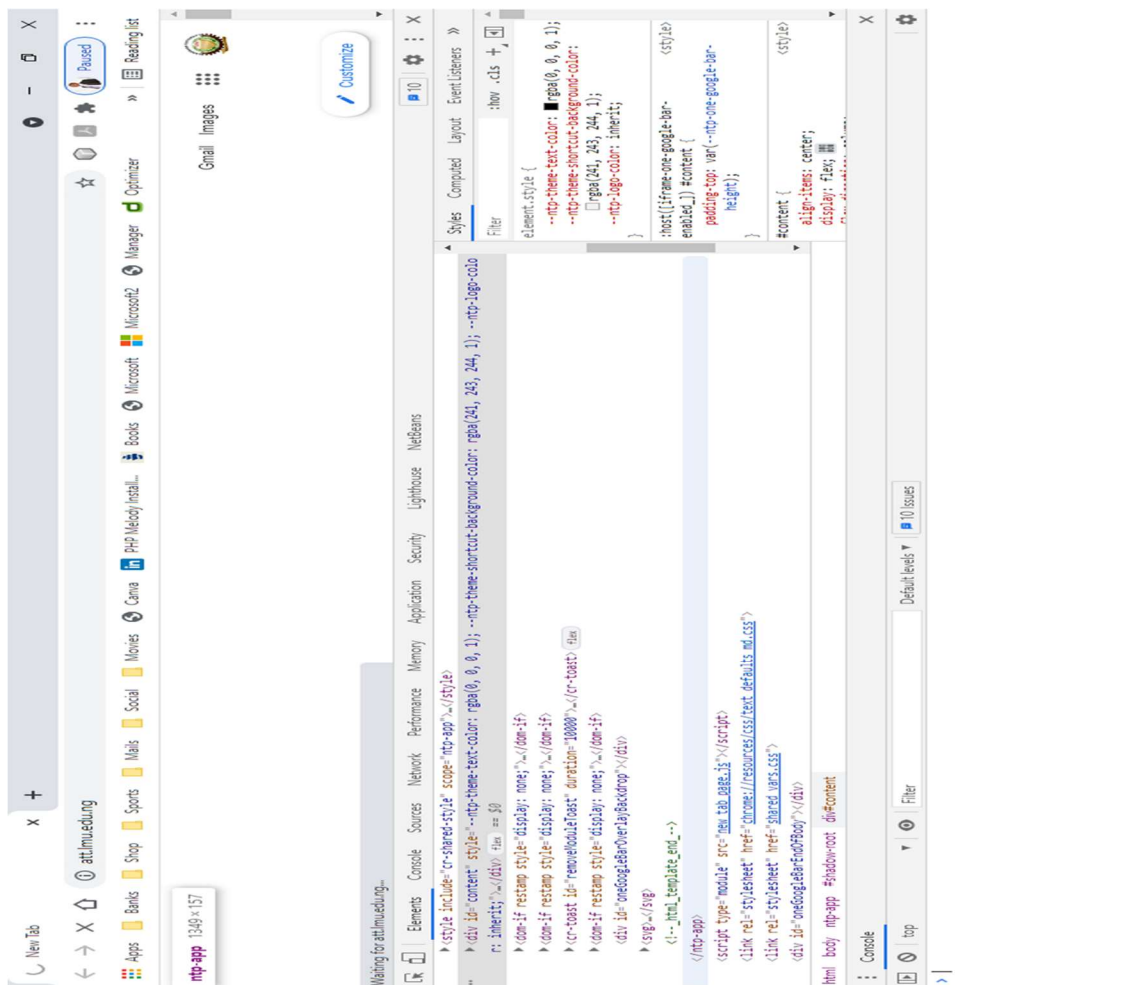 New Tab
att.lmu.edu.ng
Paused
Apps Banks Shop Sports Mails Social Movies Canva PHP Melody Install... Books Microsoft Microsoft2 Manager Optimizer » Reading list
ntp-app 1349 × 157
Gmail Images
Customize
Waiting for att.lmu.edu.ng...
Elements Console Sources Network Performance Memory Application Security Lighthouse NetBeans
10
<style include="cr-shared-style" scope="ntp-app">…</style>
<div id="content" style="--ntp-theme-text-color: rgba(0, 0, 0, 1); --ntp-theme-shortcut-background-color: rgba(241, 243, 244, 1); --ntp-logo-colo
r: inherit;">…</div> flex == $0
<dom-if restamp style="display: none;">…</dom-if>
<dom-if restamp style="display: none;">…</dom-if>
<cr-toast id="removeModuleToast" duration="10000">…</cr-toast> flex
<dom-if restamp style="display: none;">…</dom-if>
<div id="oneGoogleBarOverlayBackdrop"></div>
<svg>…</svg>
<!--_html_template_end_-->
</ntp-app>
<script type="module" src="new_tab_page.js"></script>
<link rel="stylesheet" href="chrome://resources/css/text_defaults_md.css">
<link rel="stylesheet" href="shared_vars.css">
<div id="oneGoogleBarEndOfBody"></div>
html body ntp-app #shadow-root div#content
Styles Computed Layout Event Listeners »
Filter :hov .cls +
element.style {
--ntp-theme-text-color: rgba(0, 0, 0, 1);
--ntp-theme-shortcut-background-color:
rgba(241, 243, 244, 1);
--ntp-logo-color: inherit;
}
<style>
:host([iframe-one-google-bar-
enabled_]) #content {
padding-top: var(--ntp-one-google-bar-
height);
}
<style>
#content {
align-items: center;
display: flex;
Console
top Filter Default levels 10 Issues